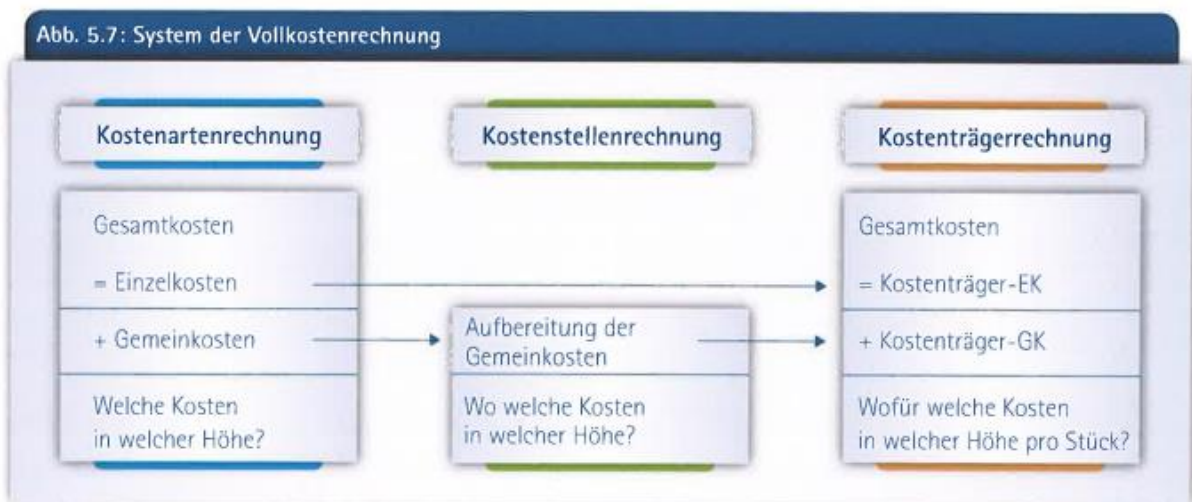 Abb. 5.7: System der Vollkostenrechnung
Kostenartenrechnung
Gesamtkosten
= Einzelkosten
+ Gemeinkosten
Welche Kosten
in welcher Höhe?
Kostenstellenrechnung
Aufbereitung der
Gemeinkosten
Wo welche Kosten
in welcher Höhe?
Kostenträgerrechnung
Gesamtkosten
= Kostenträger-EK
+ Kostenträger-GK
Wofür welche Kosten
in welcher Höhe pro Stück?